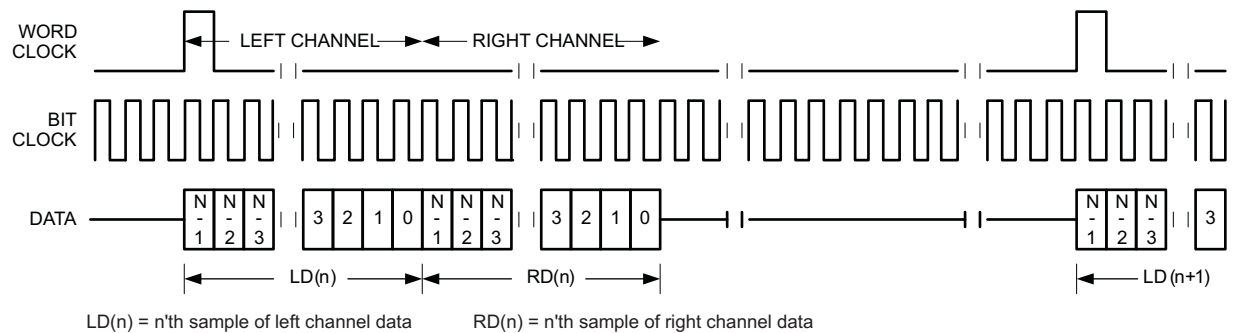 WORD
CLOCK
LEFT CHANNEL
RIGHT CHANNEL
BIT
CLOCK
DATA
N
-
1
N
-
2
N
-
3
3
2
1
0
N
-
1
N
-
2
N
-
3
3
2
1
0
N
-
1
N
-
2
N
-
3
3
LD(n)
RD(n)
LD (n+1)
LD(n) = n'th sample of left channel data
RD(n) = n'th sample of right channel data